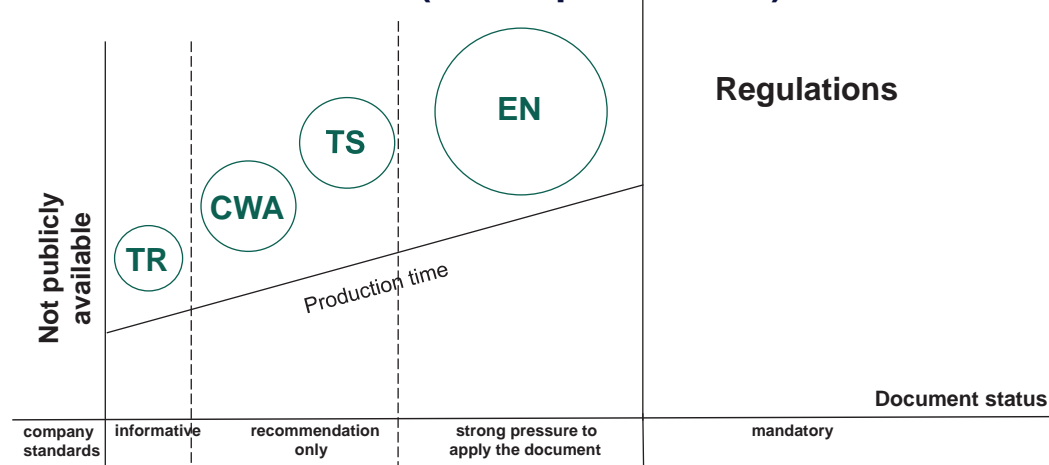 EN
Regulations
TS
CWA
TR
Not publicly
available
Production time
Document status
company
standards
informative
recommendation
only
strong pressure to
apply the document
mandatory